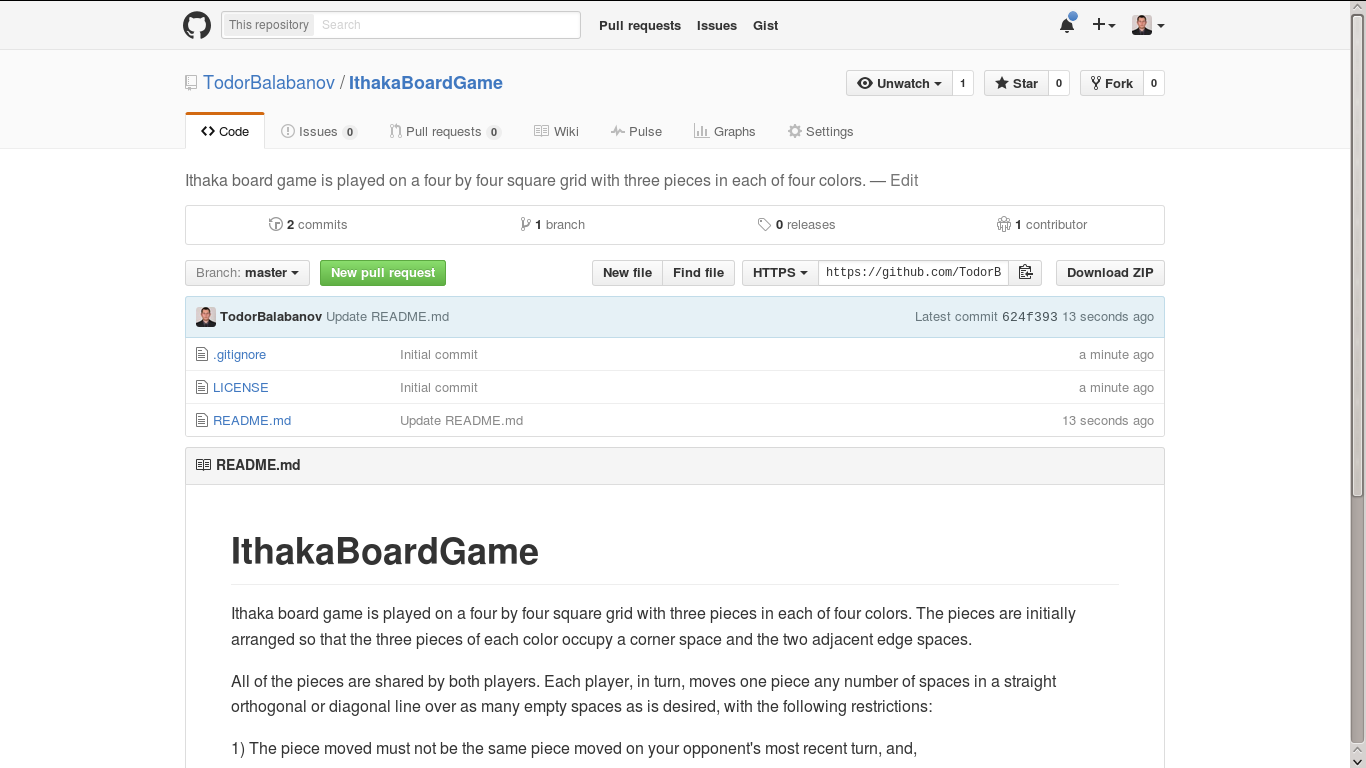 This repository Search Pull requests Issues Gist
TodorBalabanov / IthakaBoardGame Unwatch 1 Star 0 Fork 0
Code Issues 0 Pull requests 0 Wiki Pulse Graphs Settings
Ithaka board game is played on a four by four square grid with three pieces in each of four colors. — Edit
2 commits 1 branch 0 releases 1 contributor
Branch: master New pull request New file Find file HTTPS https://github.com/TodorB Download ZIP
TodorBalabanov Update README.md Latest commit 624f393 13 seconds ago
.gitignore Initial commit a minute ago
LICENSE Initial commit a minute ago
README.md Update README.md 13 seconds ago
README.md
IthakaBoardGame
Ithaka board game is played on a four by four square grid with three pieces in each of four colors. The pieces are initially
arranged so that the three pieces of each color occupy a corner space and the two adjacent edge spaces.
All of the pieces are shared by both players. Each player, in turn, moves one piece any number of spaces in a straight
orthogonal or diagonal line over as many empty spaces as is desired, with the following restrictions:
1) The piece moved must not be the same piece moved on your opponent's most recent turn, and,